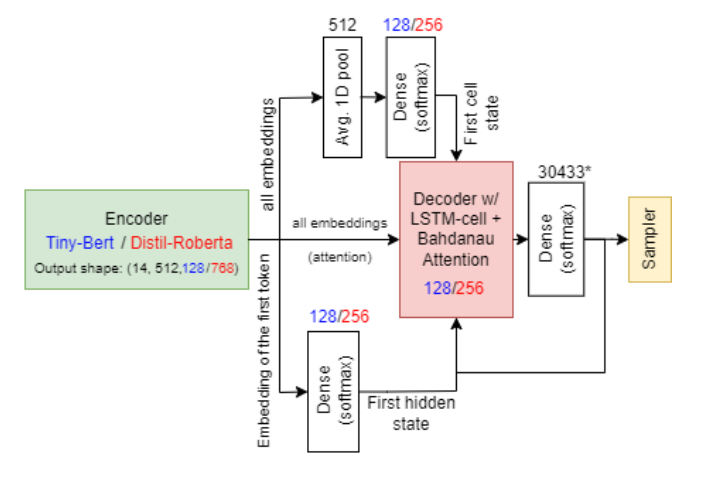 512
128/256
Avg. 1D pool
Dense
(softmax)
First cell
state
all embeddings
Encoder
Tiny-Bert / Distil-Roberta
Output shape: (14, 512,128/768)
all embeddings
(attention)
Decoder w/
LSTM-cell +
Bahdanau
Attention
128/256
30433*
Dense
(softmax)
Sampler
Embedding of the first token
128/256
Dense
(softmax)
First hidden
state